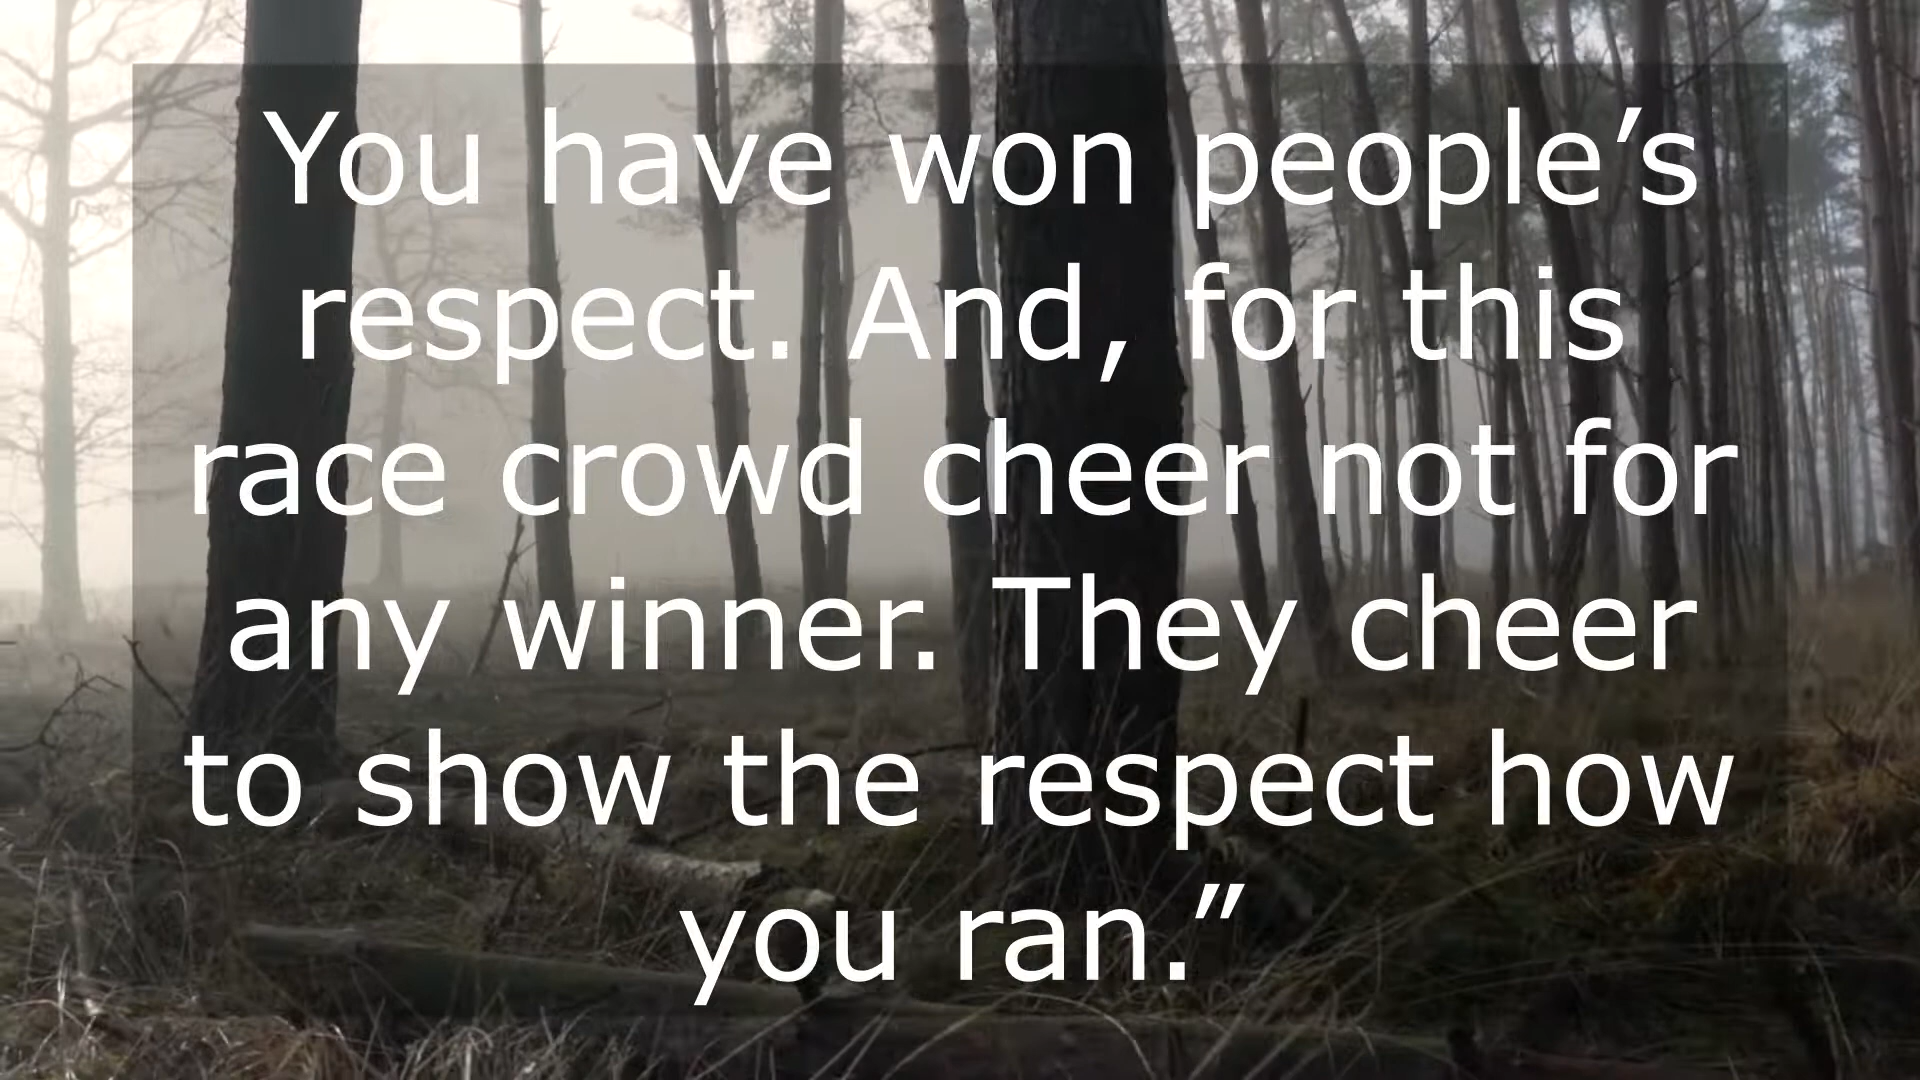 You have won people’s
respect. And, for this
race crowd cheer not for
any winner. They cheer
to show the respect how
you ran.”